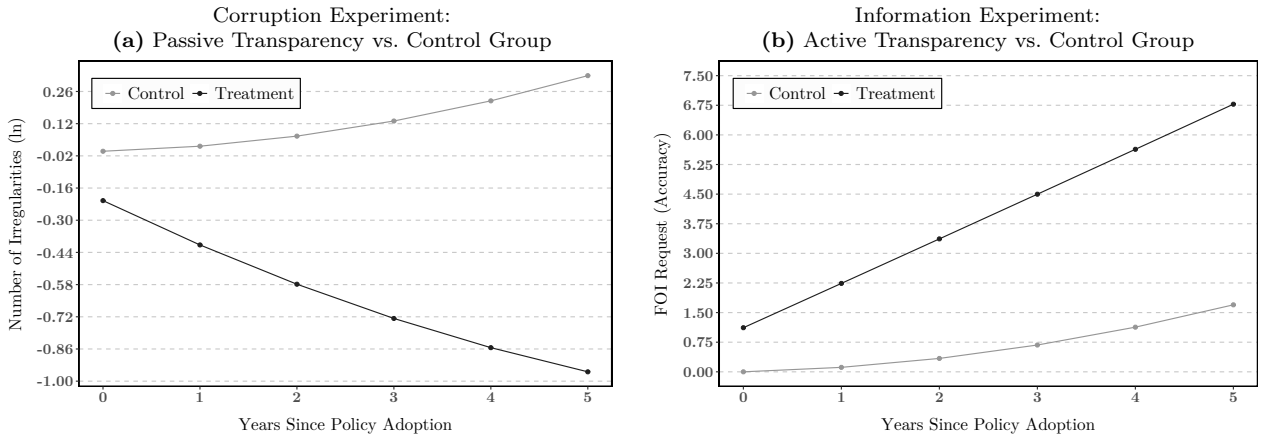 Corruption Experiment:
(a) Passive Transparency vs. Control Group
Control Treatment
Number of Irregularities (ln)
0.26
0.12
-0.02
-0.16
-0.30
-0.44
-0.58
-0.72
-0.86
-1.00
0 1 2 3 4 5
Years Since Policy Adoption
Information Experiment:
(b) Active Transparency vs. Control Group
Control Treatment
FOI Request (Accuracy)
7.50
6.75
6.00
5.25
4.50
3.75
3.00
2.25
1.50
0.75
0.00
0 1 2 3 4 5
Years Since Policy Adoption